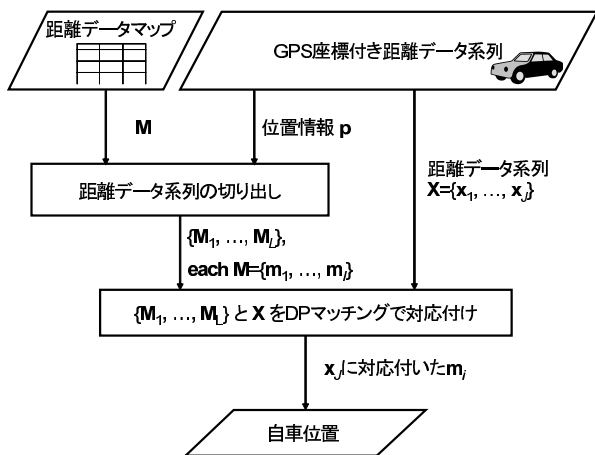 距離データマップ
GPS座標付き距離データ系列
M
位置情報 p
距離データ系列
X={x1, …, xJ}
距離データ系列の切り出し
{M1, …, ML},
each M={m1, …, mI}
{M1, …, ML} と X をDPマッチングで対応付け
xJに対応付いたmi
自車位置